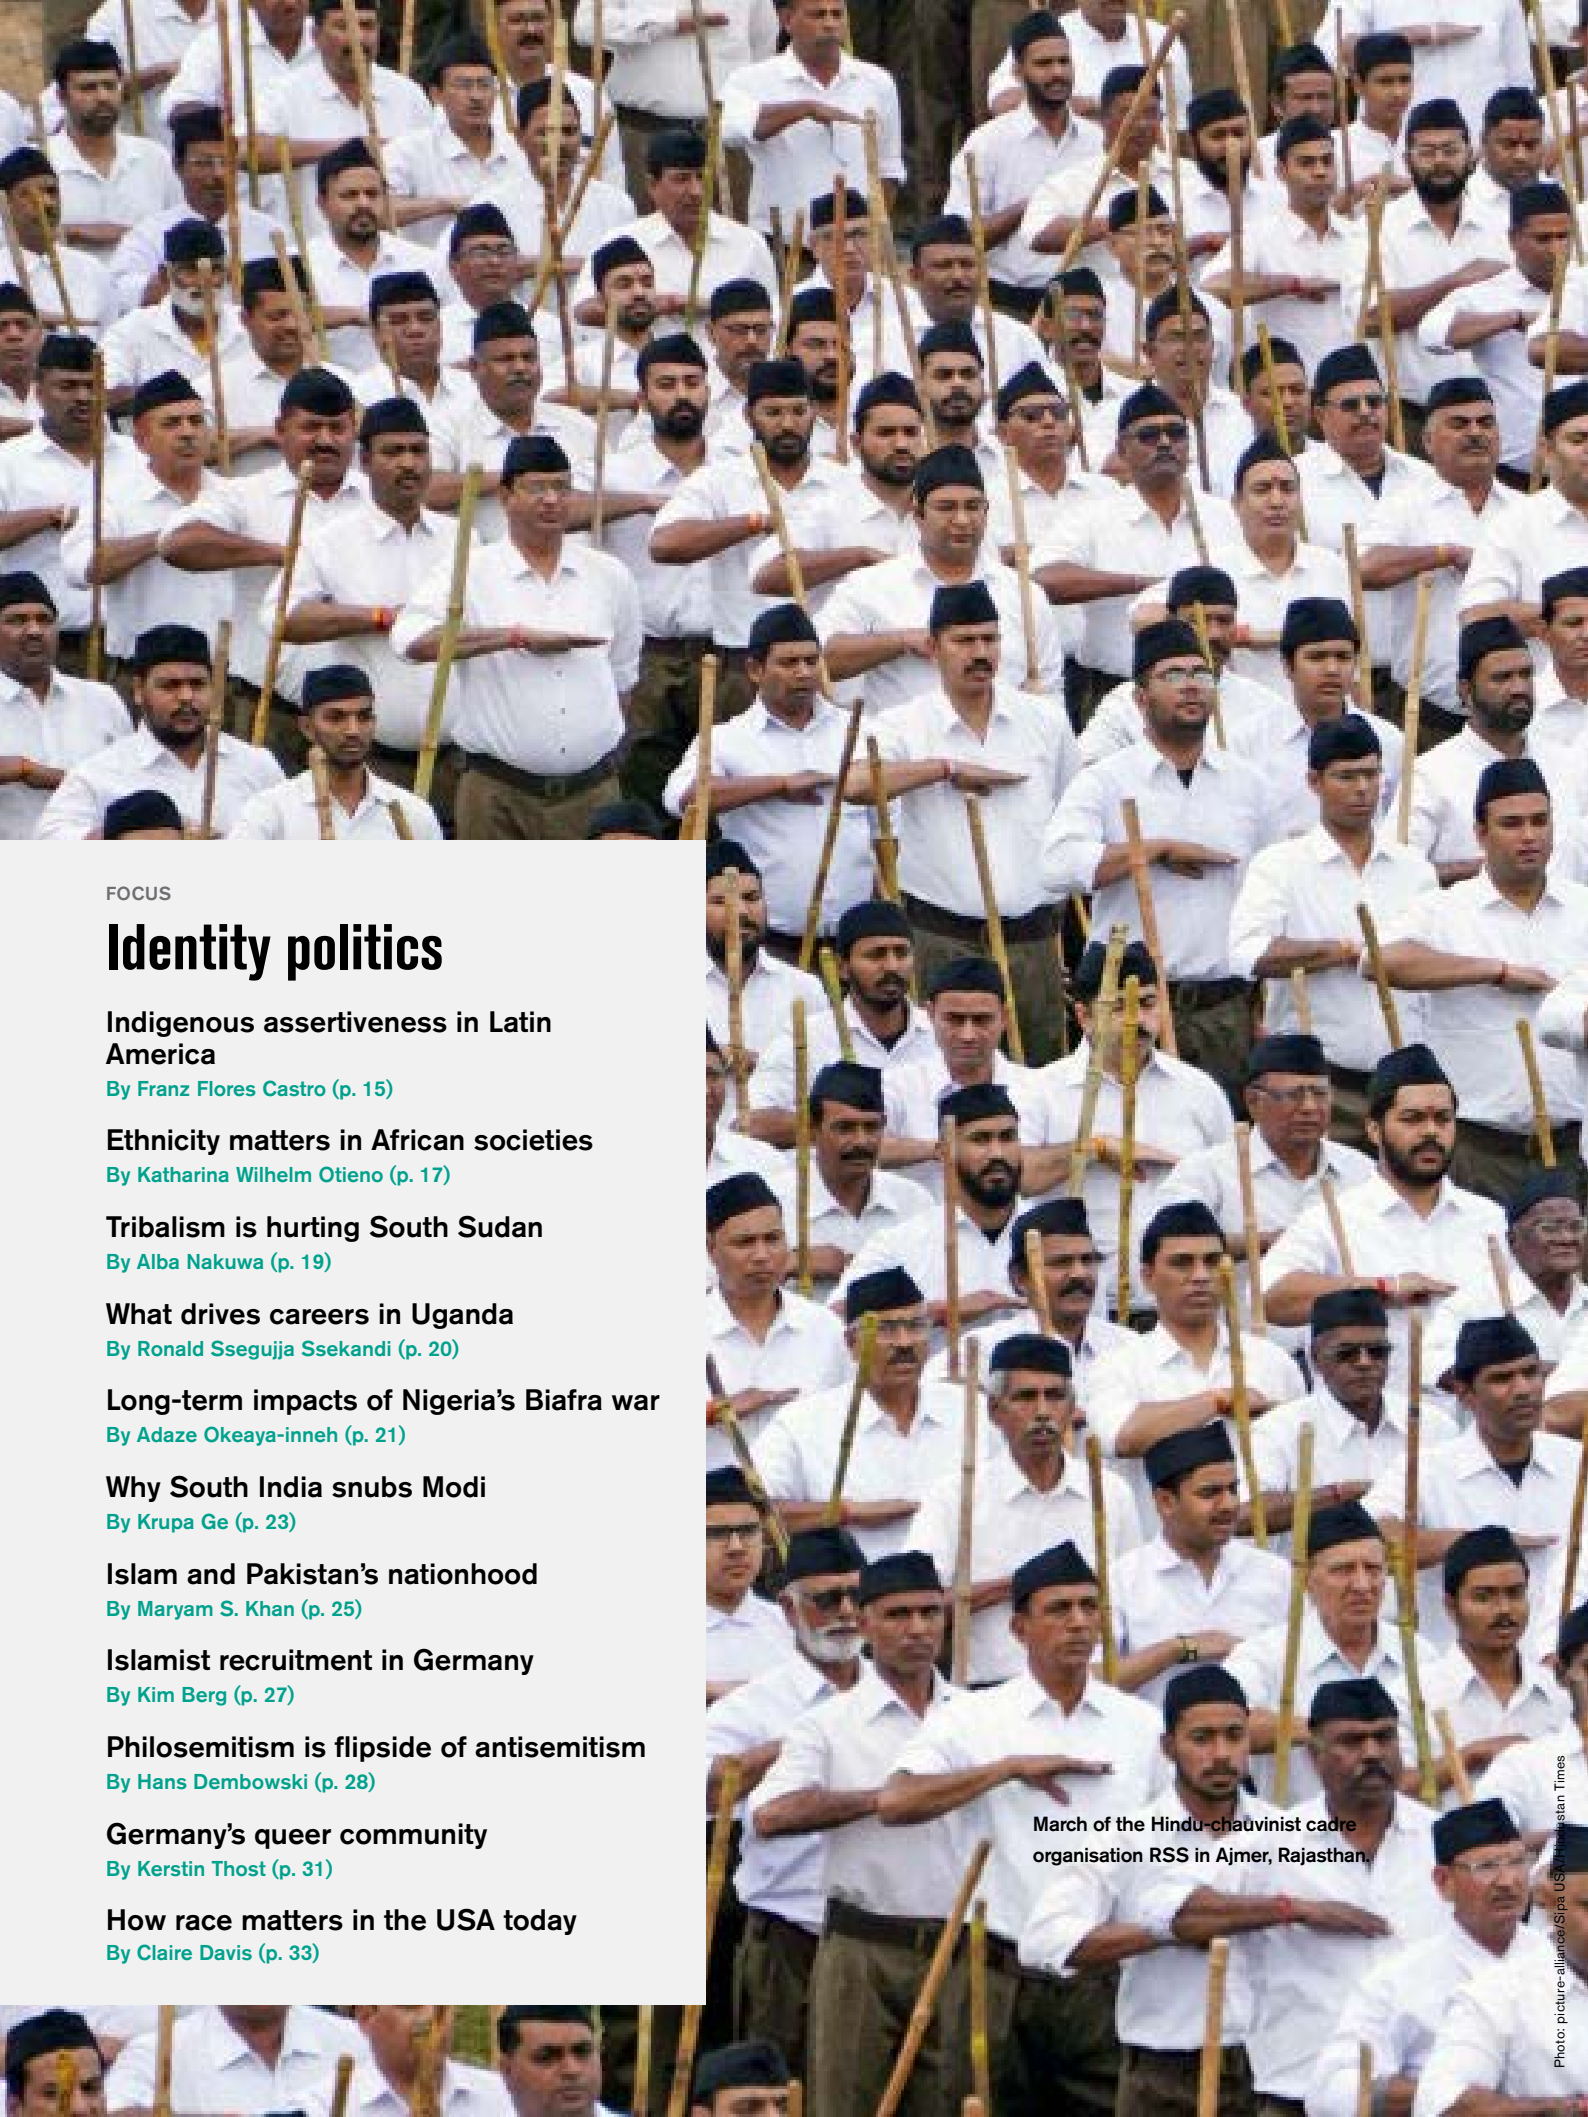 FOCUS
Identity politics
Indigenous assertiveness in Latin
America
By Franz Flores Castro (p. 15)
Ethnicity matters in African societies
By Katharina Wilhelm Otieno (p. 17)
Tribalism is hurting South Sudan
By Alba Nakuwa (p. 19)
What drives careers in Uganda
By Ronald Ssegujja Ssekandi (p. 20)
Long-term impacts of Nigeria’s Biafra war
By Adaze Okeaya-inneh (p. 21)
Why South India snubs Modi
By Krupa Ge (p. 23)
Islam and Pakistan’s nationhood
By Maryam S. Khan (p. 25)
Islamist recruitment in Germany
By Kim Berg (p. 27)
Philosemitism is flipside of antisemitism
By Hans Dembowski (p. 28)
Germany’s queer community
By Kerstin Thost (p. 31)
How race matters in the USA today
By Claire Davis (p. 33)
March of the Hindu-chauvinist cadre
organisation RSS in Ajmer, Rajasthan.
Photo: picture-alliance/Sipa USA/Hindustan Times